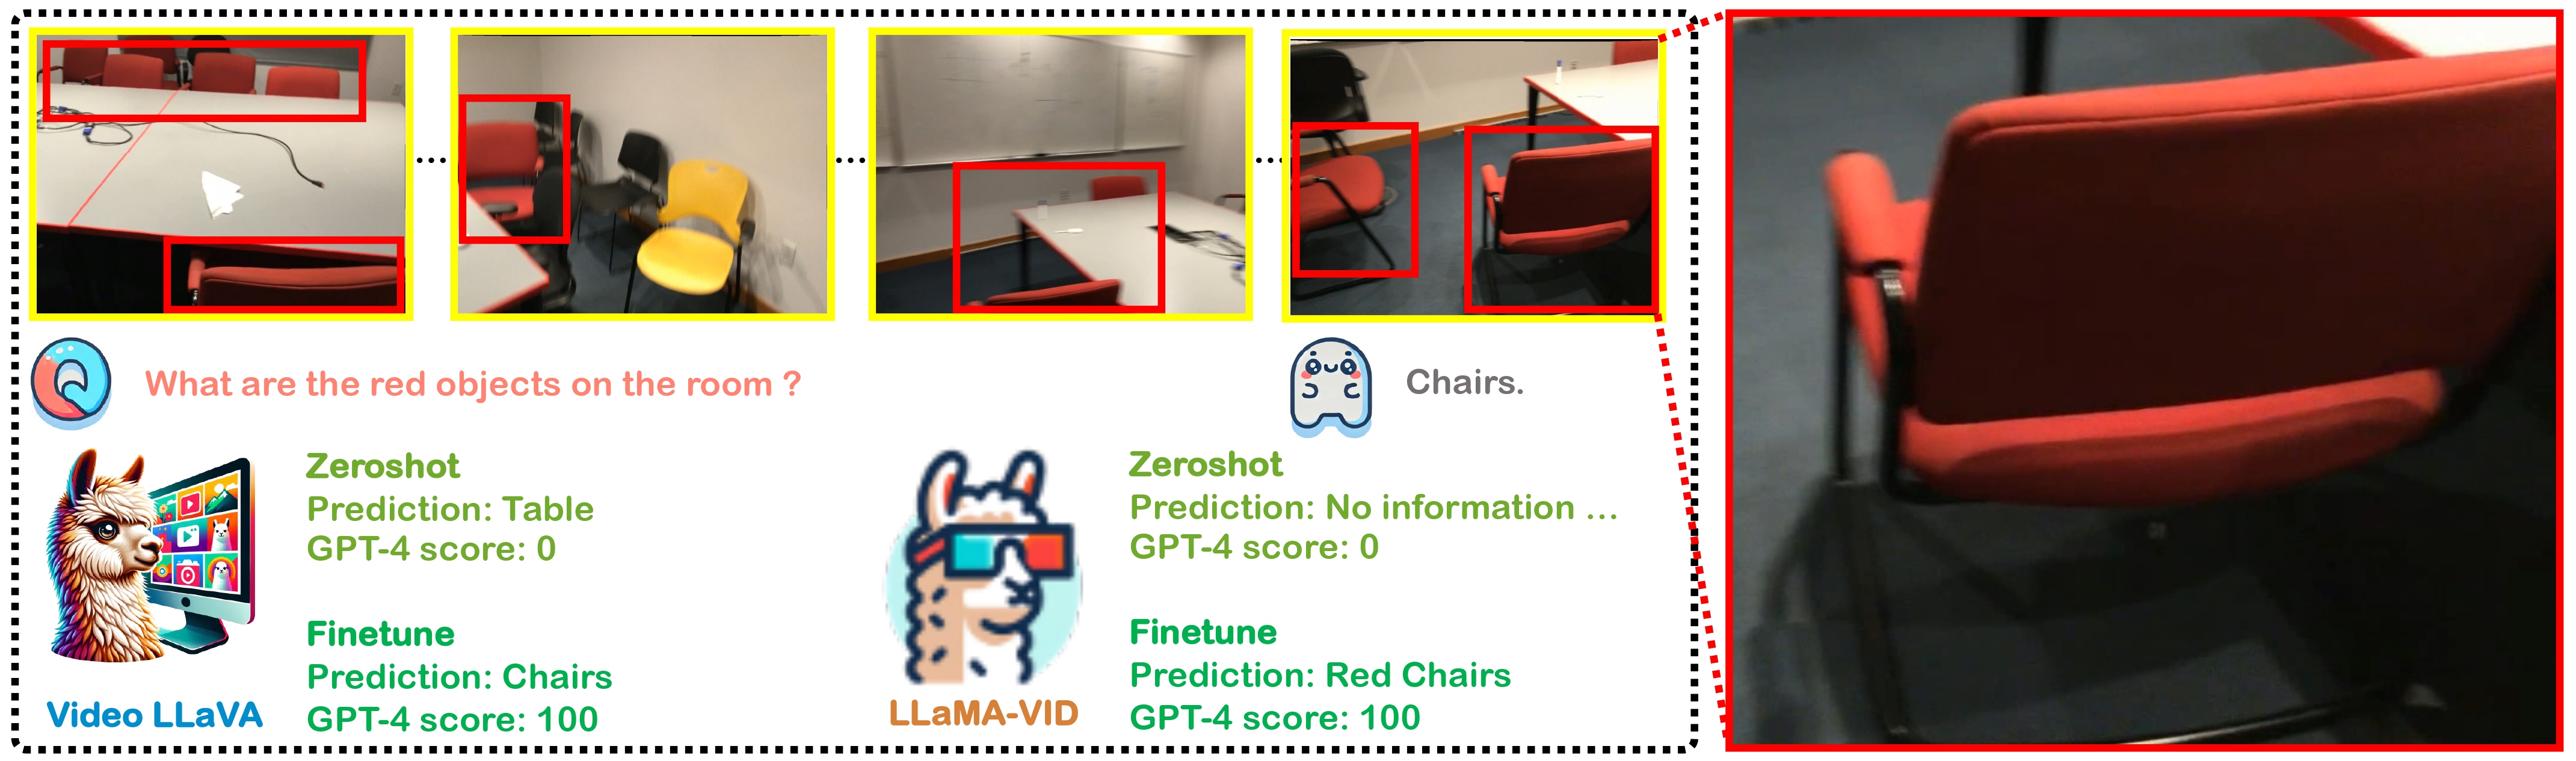 What are the red objects on the room ?
Chairs.
Zeroshot
Prediction: Table
GPT-4 score: 0
Finetune
Prediction: Chairs
GPT-4 score: 100
Video LLaVA
Zeroshot
Prediction: No information ...
GPT-4 score: 0
Finetune
Prediction: Red Chairs
GPT-4 score: 100
LLaMA-VID